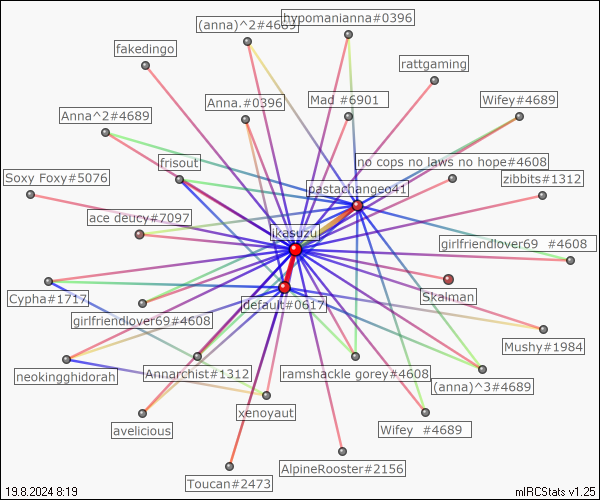 (anna)^2#4689
hypomanianna#0396
fakedingo
rattgaming
Anna.#0396
Mad #6901
Wifey#4689
Anna^2#4689
frisout
no cops no laws no hope#4608
Soxy Foxy#5076
pastachangeo41
zibbits#1312
ace deucy#7097
ikasuzu
girlfriendlover69 #4608
Cypha#1717
default#0617
Skalman
girlfriendlover69#4608
Mushy#1984
neokingghidorah
Annarchist#1312
ramshackle gorey#4608
(anna)^3#4689
xenoyaut
avelicious
Wifey #4689
Toucan#2473
AlpineRooster#2156
19.8.2024 8:19
mIRCStats v1.25